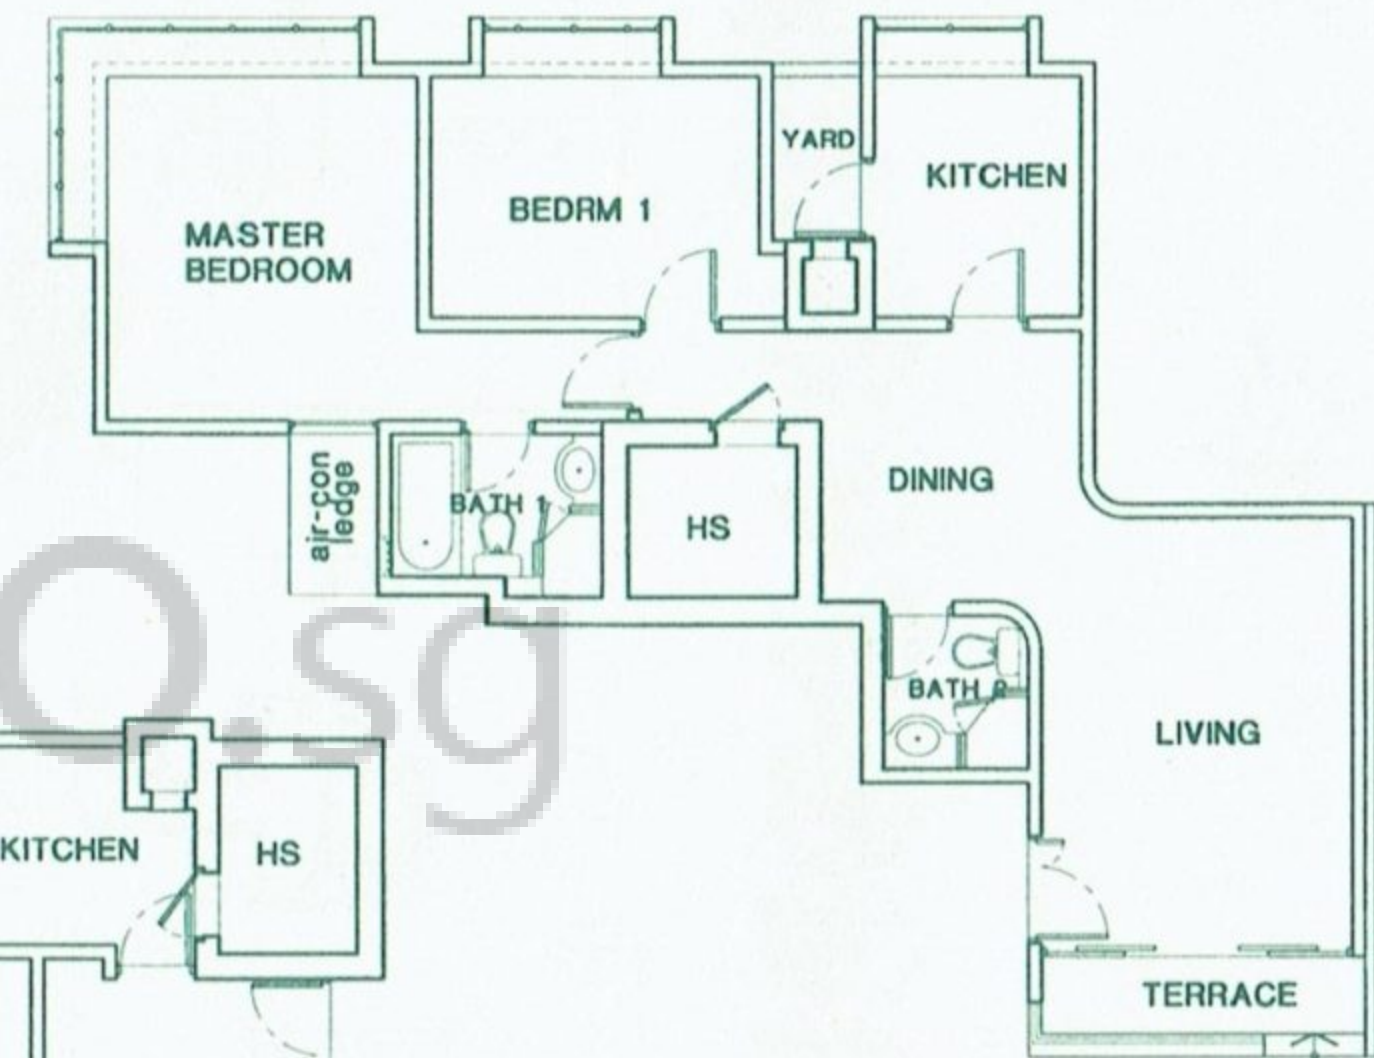 YARD
KITCHEN
BEDRM 1
MASTER
BEDROOM
DINING
air-con
ledge
BATH 1
HS
BATH 2
LIVING
o.sg
KITCHEN
HS
TERRACE